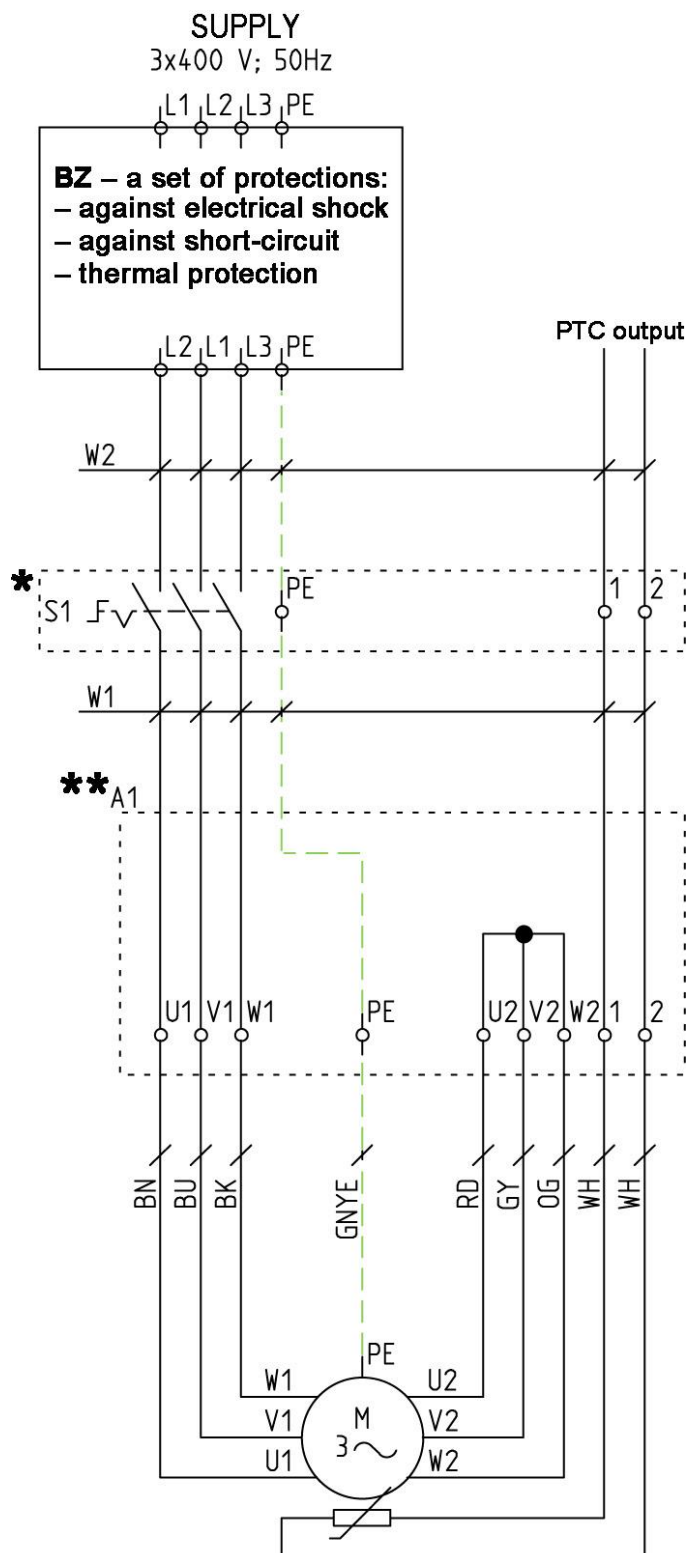 SUPPLY
3x400 V; 50Hz
L1 L2 L3 PE
BZ – a set of protections:
– against electrical shock
– against short-circuit
– thermal protection
L2 L1 L3 PE
PTC output
W2
* S1 PE 1 2
W1
** A1
U1 V1 W1 PE U2 V2 W2 1 2
BN BU BK GNYE RD GY OG WH WH
PE
W1 M U2
V1 3 V2
U1 W2